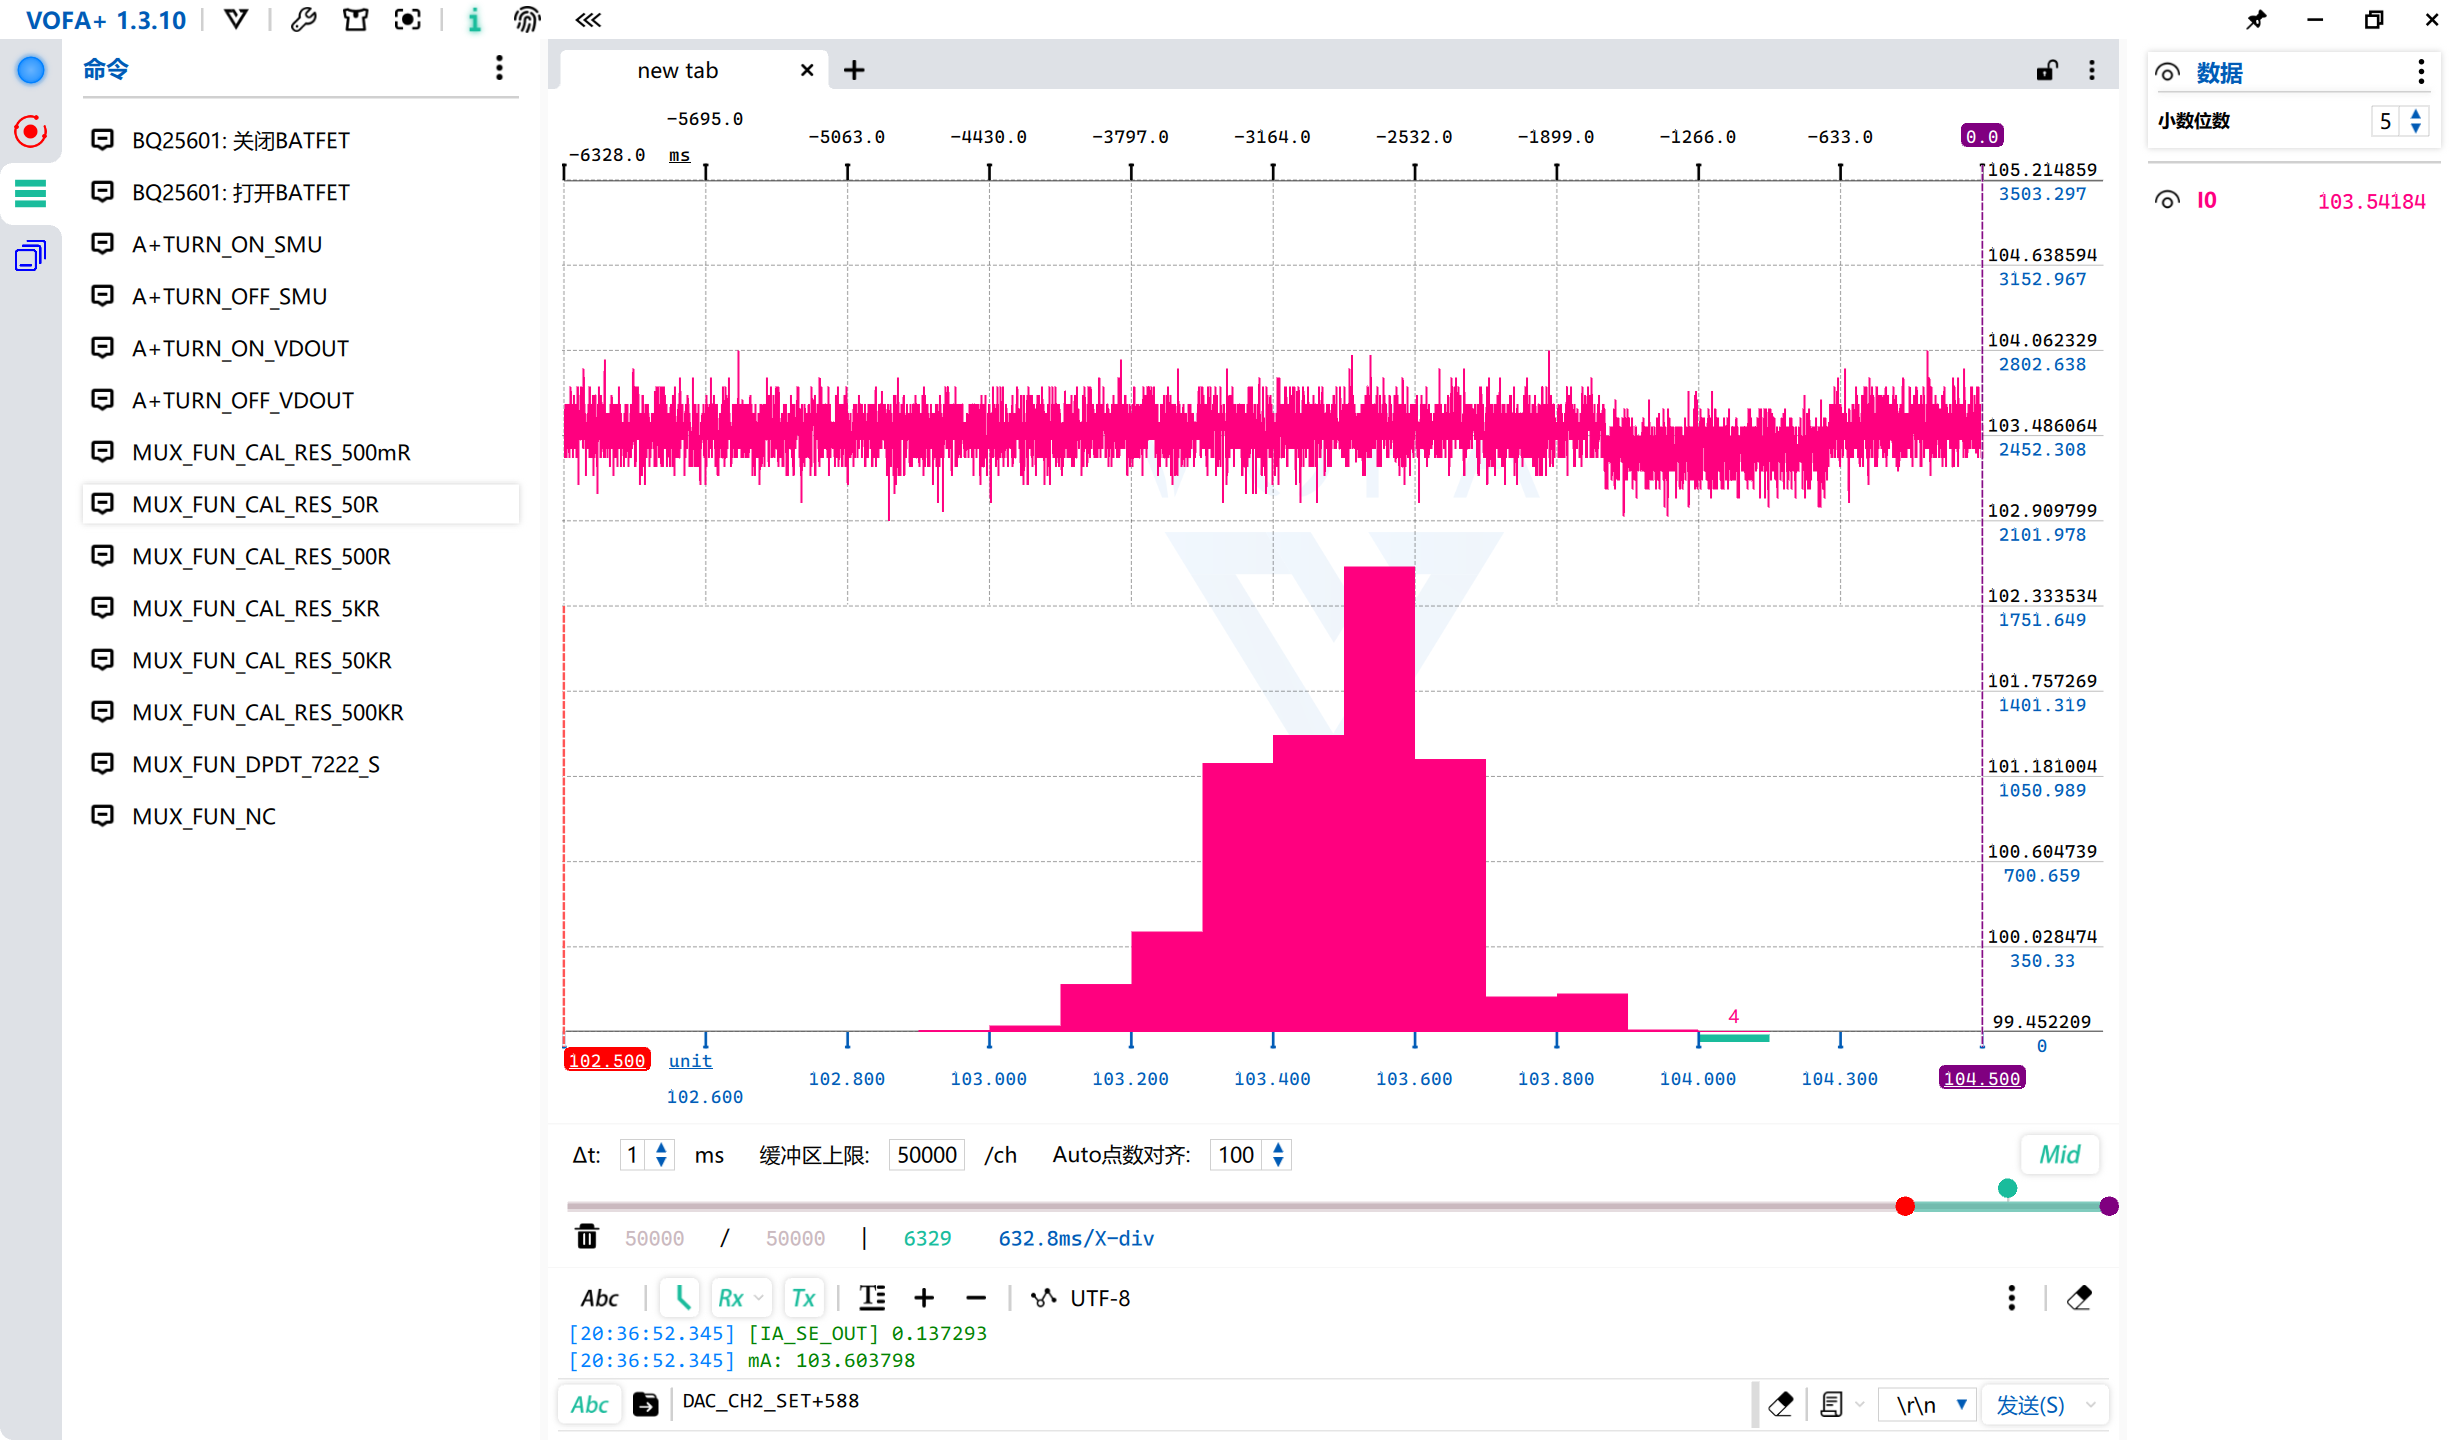 VOFA+ 1.3.10
命令
BQ25601: 关闭BATFET
BQ25601: 打开BATFET
A+TURN_ON_SMU
A+TURN_OFF_SMU
A+TURN_ON_VDOUT
A+TURN_OFF_VDOUT
MUX_FUN_CAL_RES_500mR
MUX_FUN_CAL_RES_50R
MUX_FUN_CAL_RES_500R
MUX_FUN_CAL_RES_5KR
MUX_FUN_CAL_RES_50KR
MUX_FUN_CAL_RES_500KR
MUX_FUN_DPDT_7222_S
MUX_FUN_NC
new tab
-6328.0 -5695.0 -5063.0 -4430.0 -3797.0 -3164.0 -2532.0 -1899.0 -1266.0 -633.0 0.0
ms
105.214859
3503.297
104.638594
3152.967
104.062329
2802.638
103.486064
2452.308
102.909799
2101.978
102.333534
1751.649
101.757269
1401.319
101.181004
1050.989
100.604739
700.659
100.028474
350.33
99.452209
0
4
102.500 unit
102.600 102.800 103.000 103.200 103.400 103.600 103.800 104.000 104.300 104.500
Δt: 1 ms 缓冲区上限: 50000 /ch Auto点数对齐: 100 Mid
50000 / 50000 | 6329 632.8ms/X-div
Abc Rx Tx UTF-8
[20:36:52.345] [IA_SE_OUT] 0.137293
[20:36:52.345] mA: 103.603798
Abc DAC_CH2_SET+588 \r\n 发送(S)
数据
小数位数 5
I0 103.54184